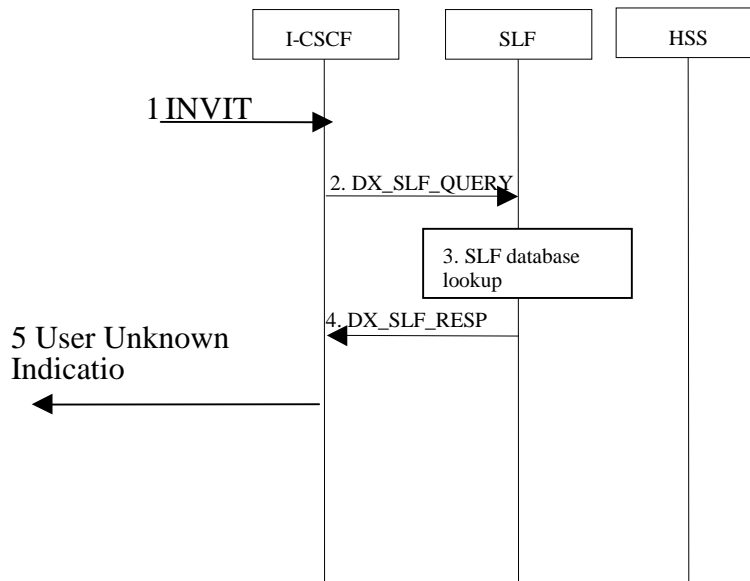 I-CSCF
SLF
HSS
1 INVIT
2. DX_SLF_QUERY
3. SLF database
lookup
4. DX_SLF_RESP
5 User Unknown
Indicatio